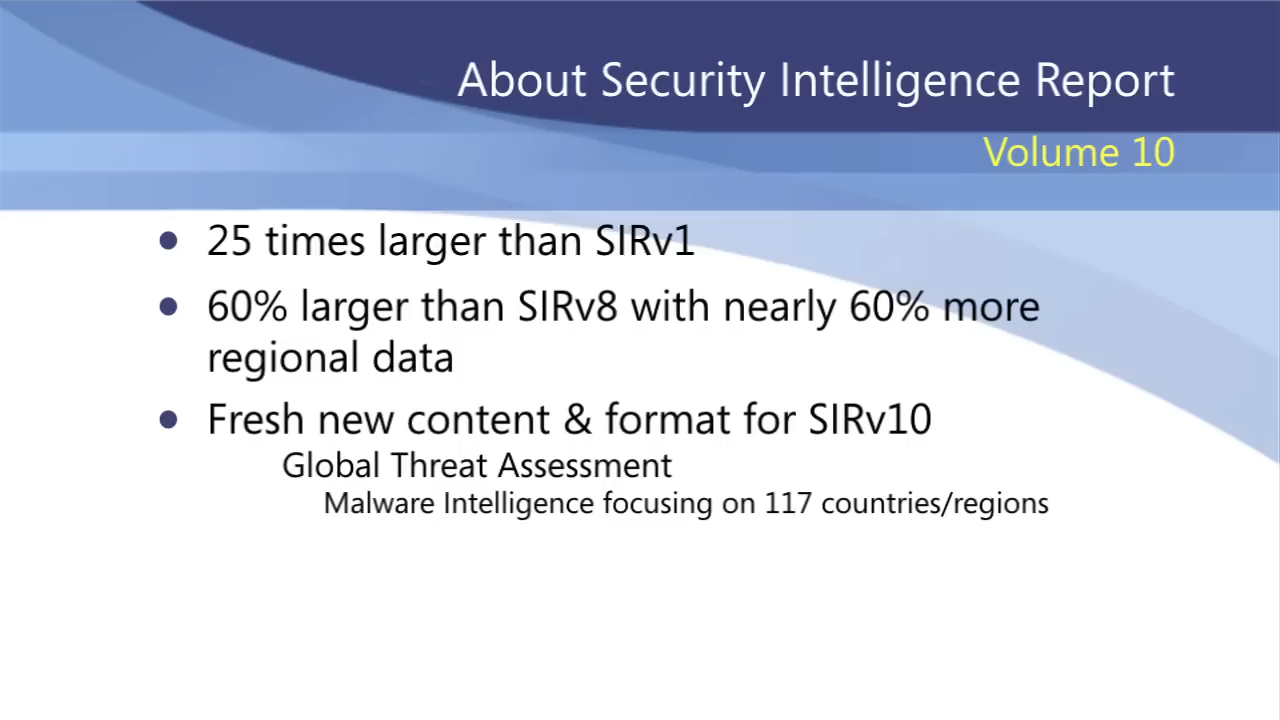 About Security Intelligence Report
Volume 10
25 times larger than SIRv1
60% larger than SIRv8 with nearly 60% more
regional data
Fresh new content & format for SIRv10
Global Threat Assessment
Malware Intelligence focusing on 117 countries/regions